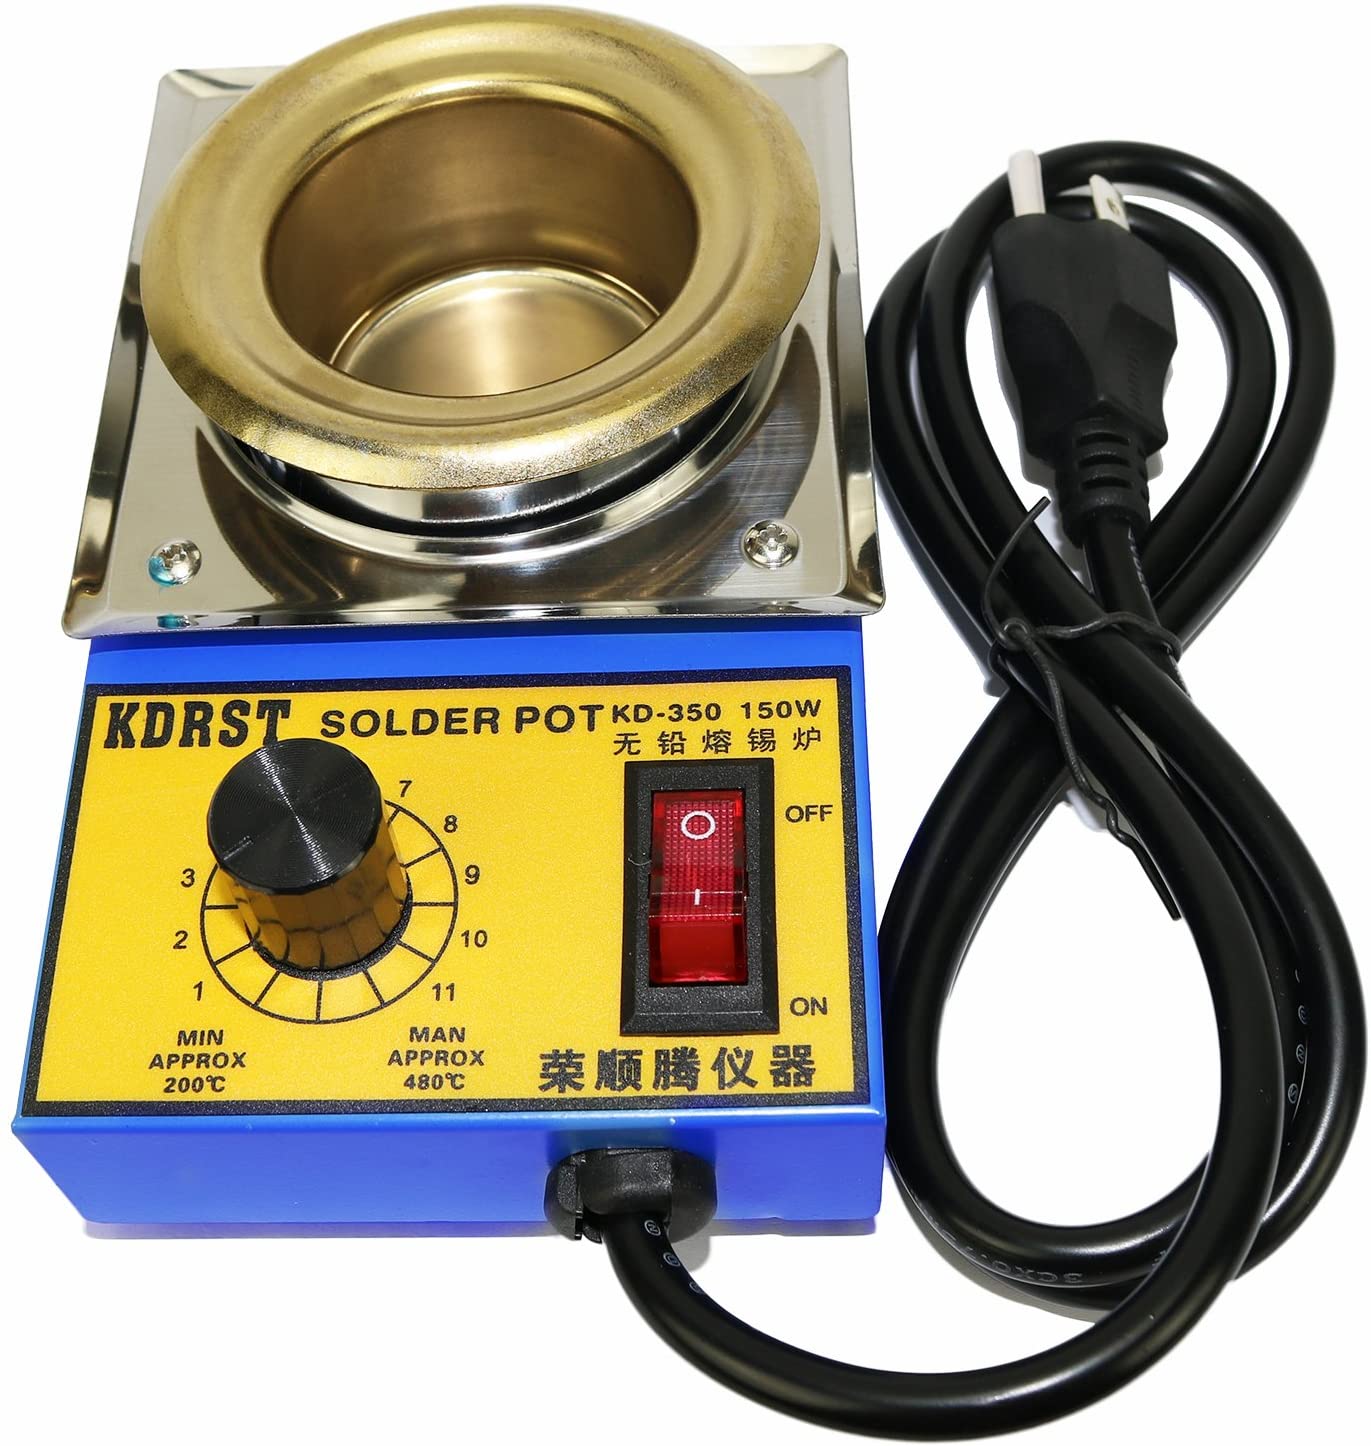 KDRST SOLDER POT KD-350 150W
无铅熔锡炉
7
8
3
9
2
10
1
11
O
I
OFF
ON
MIN
APPROX
200℃
MAN
APPROX
480℃
荣顺腾仪器